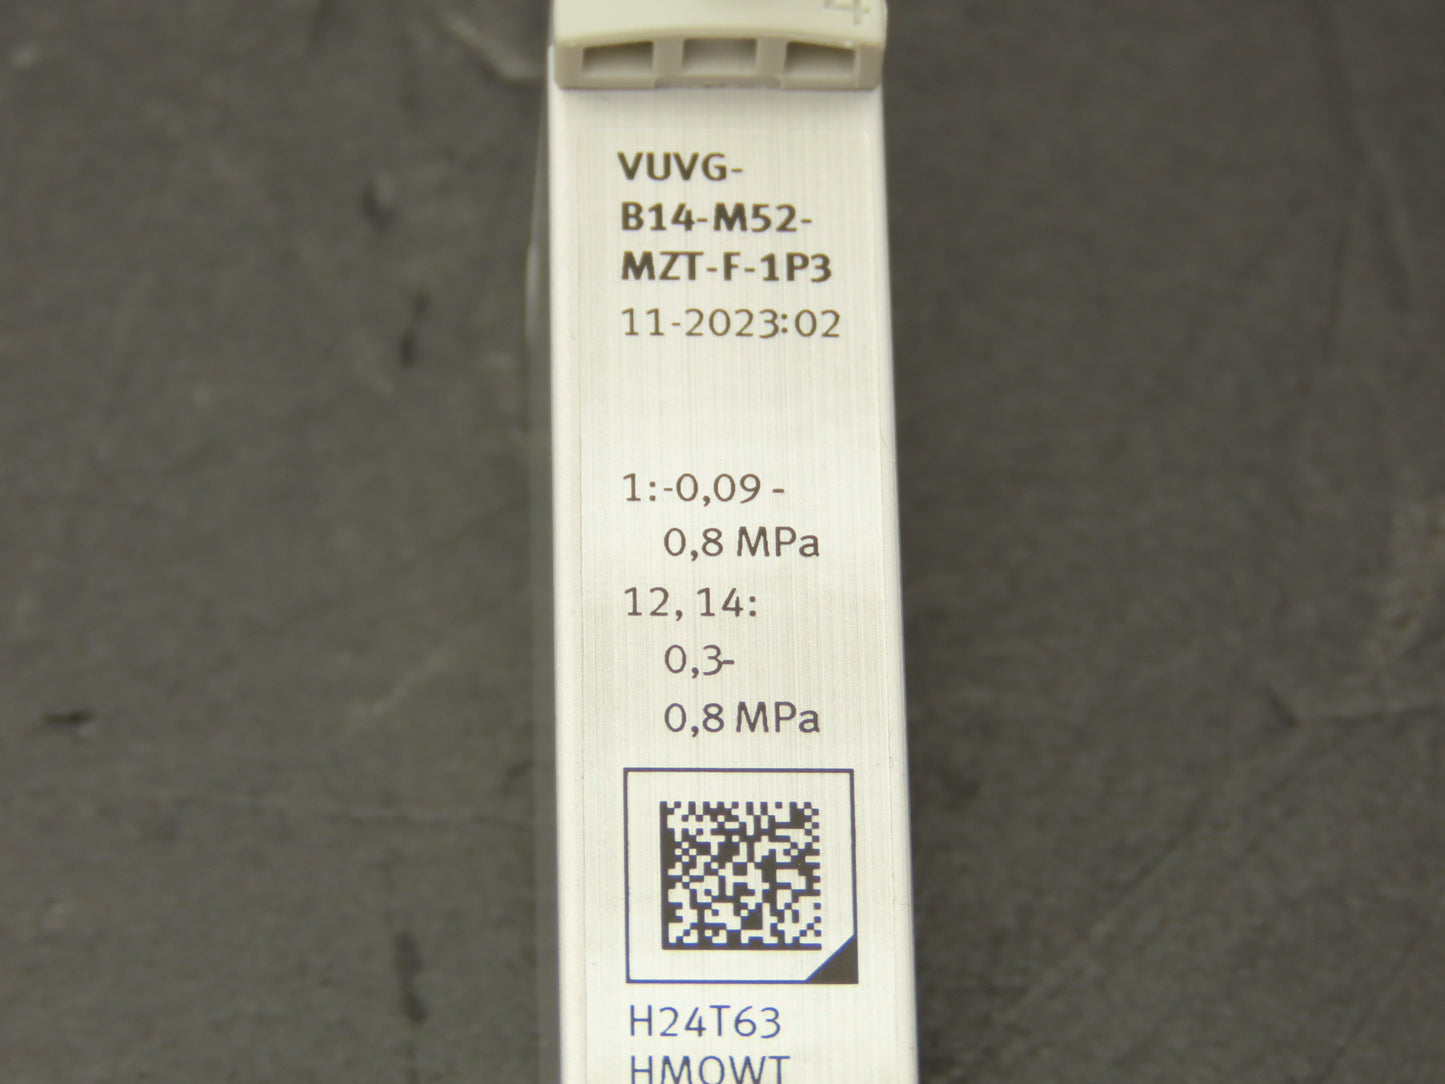 4
VUVG-
B14-M52-
MZT-F-1P3
11-2023:02
1:-0,09 -
0,8 MPa
12, 14:
0,3-
0,8 MPa
H24T63
HMOWT